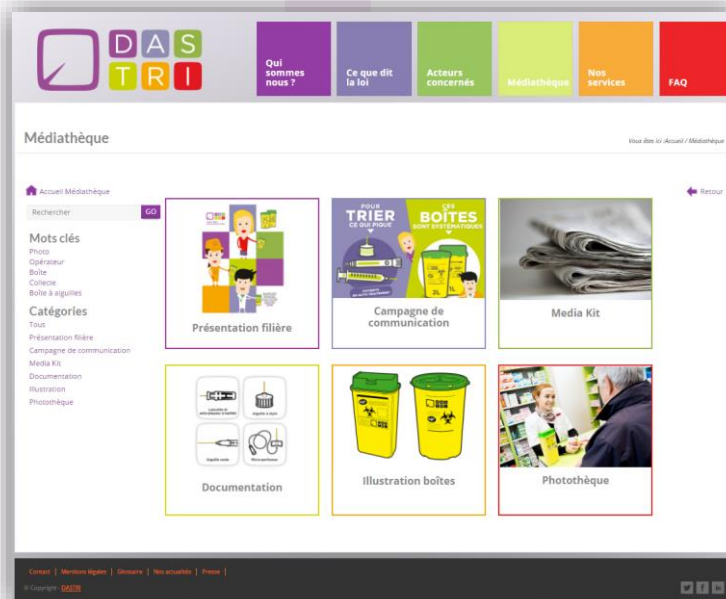 DAS
TRI
Qui
sommes
nous ?
Ce que dit
la loi
Acteurs
concernés
Médiathèque
Nos
services
FAQ
Médiathèque
Vous êtes ici :Accueil / Médiathèque
Accueil Médiathèque
Retour
Rechercher
GO
Mots clés
Photo
Opérateur
Boîte
Collecte
Boîte à aiguilles
Catégories
Tous
Présentation filière
Campagne de communication
Media Kit
Documentation
Illustration
Photothèque
Présentation filière
POUR
TRIER
CE QUI PIQUE
CES
BOÎTES
SONT SYSTÉMATIQUES
2L
Campagne de
communication
Media Kit
Documentation
Illustration boîtes
Photothèque
Contact | Mentions légales | Glossaire | Nos actualités | Presse |
© Copyright - DASTRI